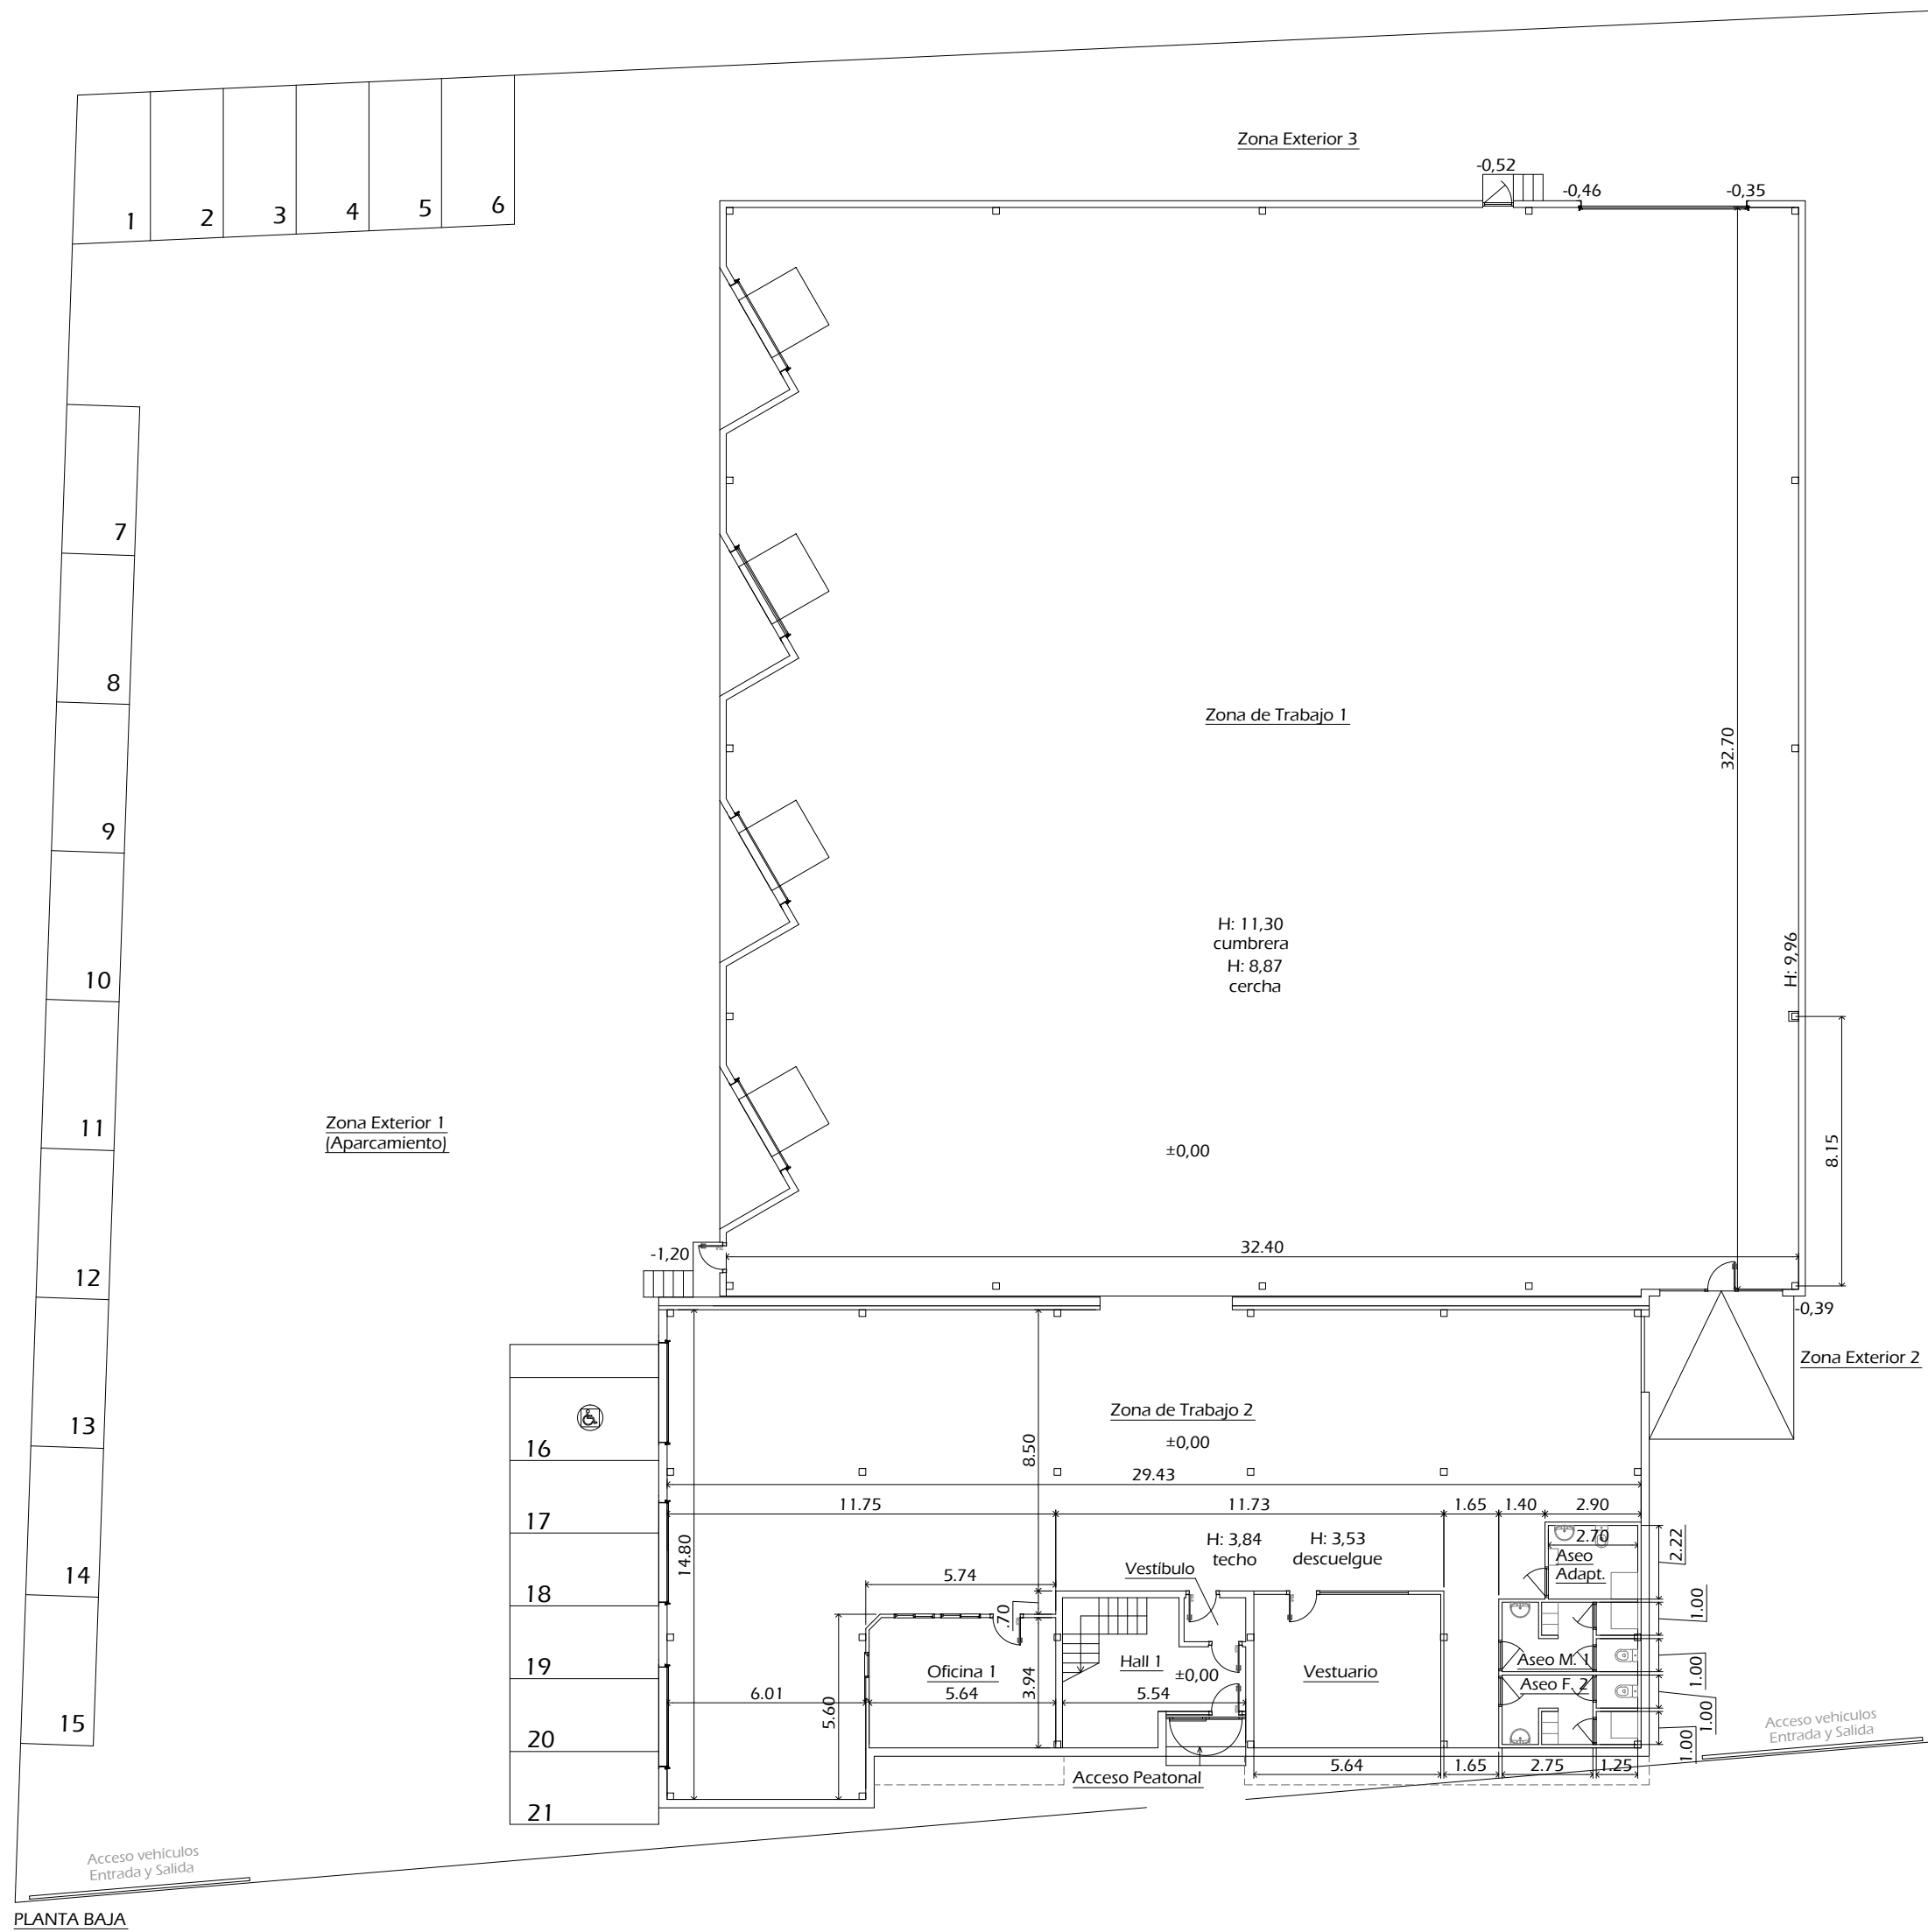 Zona Exterior 3
-0,52
-0,46
-0,35
1
2
3
4
5
6
7
8
9
10
11
12
13
14
15
Zona de Trabajo 1
32.70
H: 11,30
cumbrera
H: 8,87
cercha
H: 9,96
8.15
Zona Exterior 1
(Aparcamiento)
±0,00
-1,20
32.40
-0,39
Zona Exterior 2
Zona de Trabajo 2
±0,00
8.50
29.43
16
17
18
19
20
21
11.75
11.73
1.65
1.40
2.90
14.80
H: 3,84
techo
H: 3,53
descuelgue
2.70
2.22
Aseo
Adapt.
Vestíbulo
5.74
.70
1.00
Oficina 1
Hall 1
±0,00
Vestuario
Aseo M. 1
Aseo F. 2
1.00
6.01
5.60
5.64
3.94
5.54
1.00
1.00
Acceso Peatonal
5.64
1.65
2.75
1.25
Acceso vehiculos
Entrada y Salida
Acceso vehiculos
Entrada y Salida
PLANTA BAJA